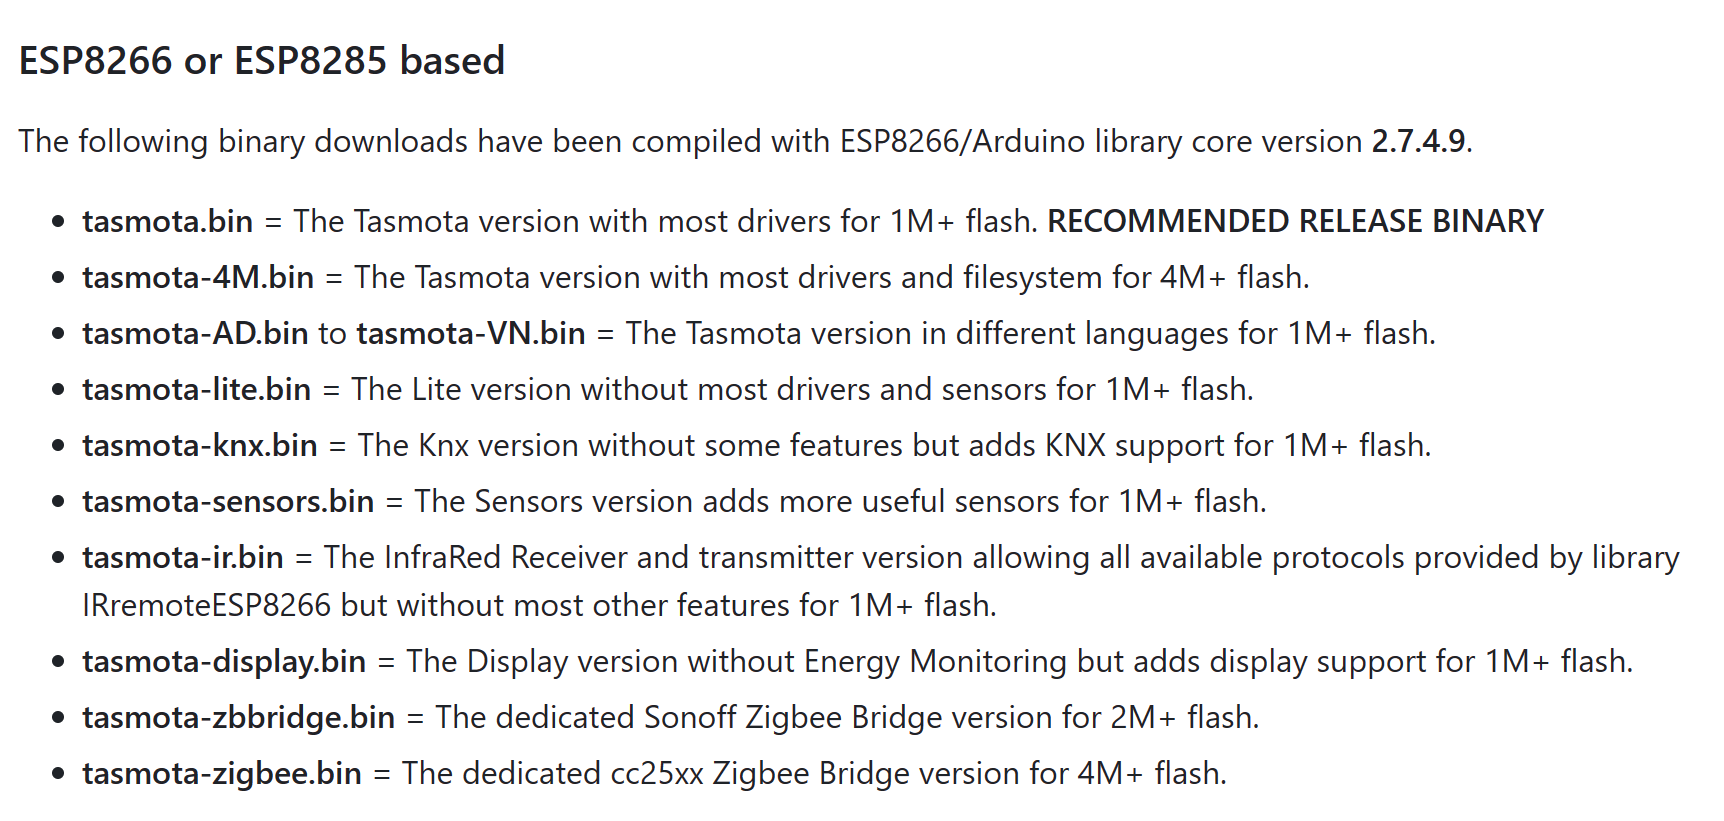 ESP8266 or ESP8285 based
The following binary downloads have been compiled with ESP8266/Arduino library core version 2.7.4.9.
• tasmota.bin = The Tasmota version with most drivers for 1M+ flash. RECOMMENDED RELEASE BINARY
• tasmota-4M.bin = The Tasmota version with most drivers and filesystem for 4M+ flash.
• tasmota-AD.bin to tasmota-VN.bin = The Tasmota version in different languages for 1M+ flash.
• tasmota-lite.bin = The Lite version without most drivers and sensors for 1M+ flash.
• tasmota-knx.bin = The Knx version without some features but adds KNX support for 1M+ flash.
• tasmota-sensors.bin = The Sensors version adds more useful sensors for 1M+ flash.
• tasmota-ir.bin = The InfraRed Receiver and transmitter version allowing all available protocols provided by library
IRremoteESP8266 but without most other features for 1M+ flash.
• tasmota-display.bin = The Display version without Energy Monitoring but adds display support for 1M+ flash.
• tasmota-zbbridge.bin = The dedicated Sonoff Zigbee Bridge version for 2M+ flash.
• tasmota-zigbee.bin = The dedicated cc25xx Zigbee Bridge version for 4M+ flash.